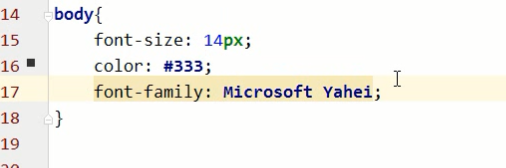 14 body{
15 font-size: 14px;
16 color: #333;
17 font-family: Microsoft Yahei;
18 }
19